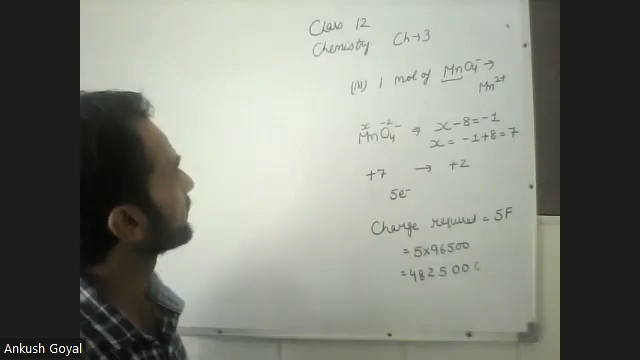 Class 12
Chemistry Ch→3
(III) 1 mol of MnO₄⁻ →
Mn²⁺
x -2
MnO₄⁻ ⇒ x-8=-1
x = -1+8=7
+7 → +2
5e⁻
Charge required = 5F
= 5×96500
= 482500 C
Ankush Goyal